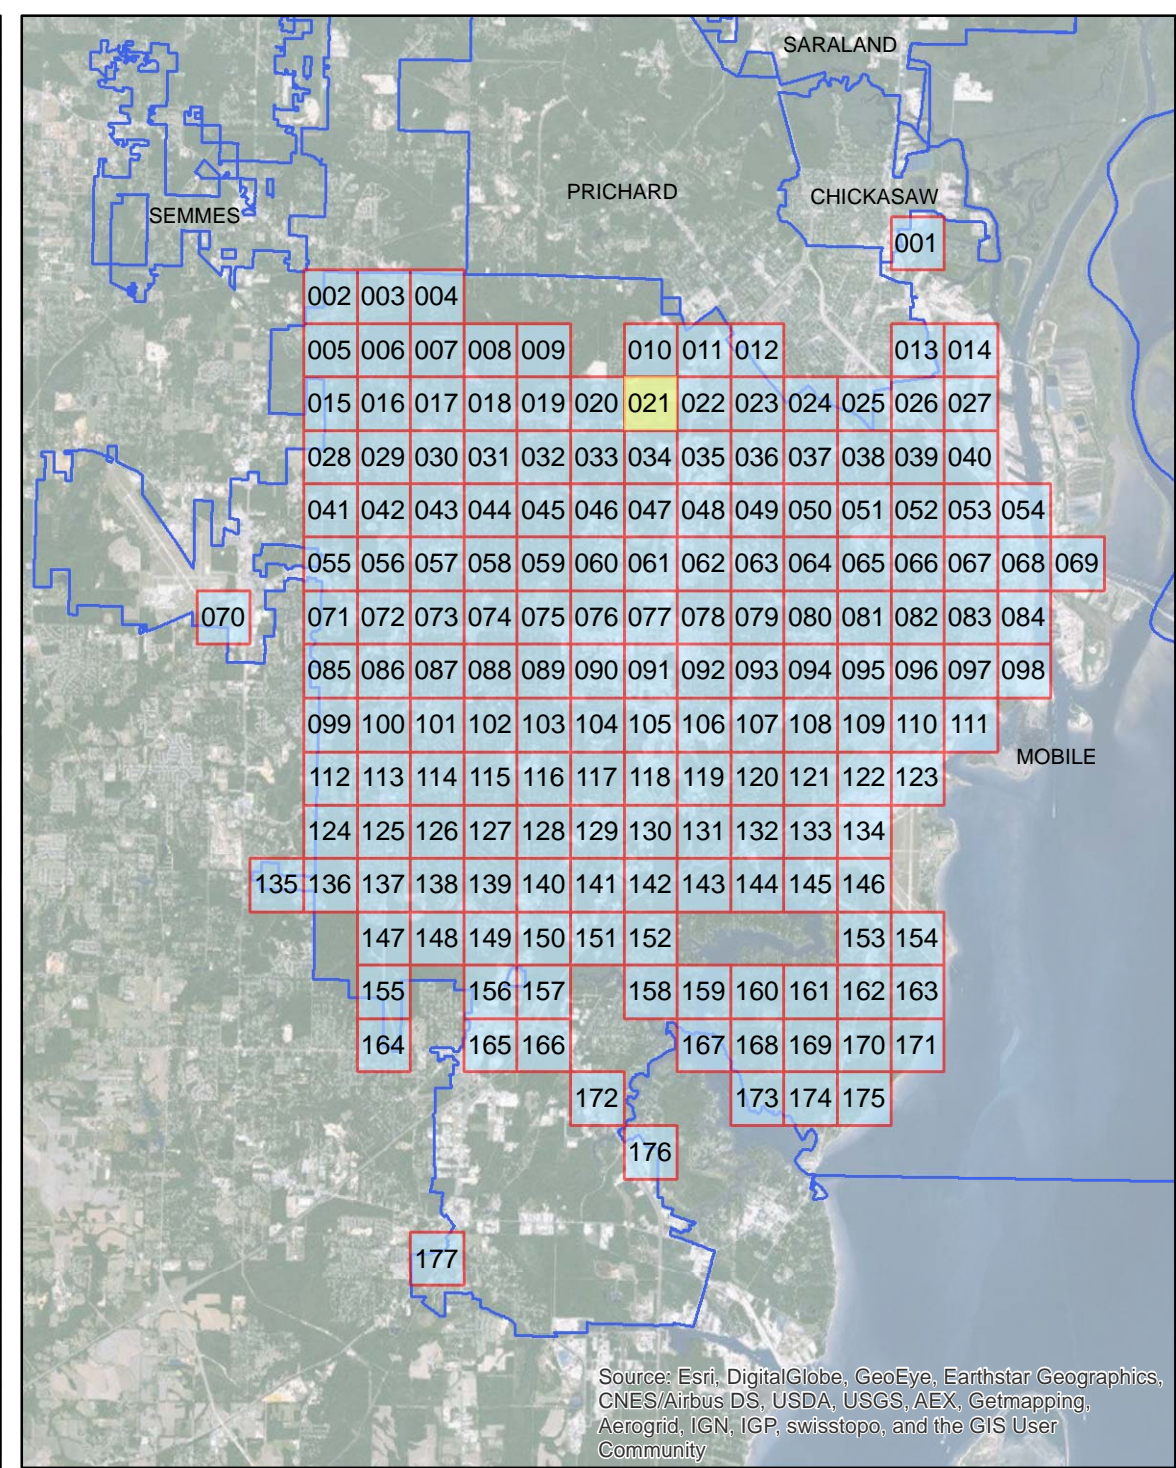 SARALAND
PRICHARD
CHICKASAW
SEMMES
001
002 003 004
005 006 007 008 009 010 011 012 013 014
015 016 017 018 019 020 021 022 023 024 025 026 027
028 029 030 031 032 033 034 035 036 037 038 039 040
041 042 043 044 045 046 047 048 049 050 051 052 053 054
055 056 057 058 059 060 061 062 063 064 065 066 067 068 069
070 071 072 073 074 075 076 077 078 079 080 081 082 083 084
085 086 087 088 089 090 091 092 093 094 095 096 097 098
099 100 101 102 103 104 105 106 107 108 109 110 111
MOBILE
112 113 114 115 116 117 118 119 120 121 122 123
124 125 126 127 128 129 130 131 132 133 134
135 136 137 138 139 140 141 142 143 144 145 146
147 148 149 150 151 152 153 154
155 156 157 158 159 160 161 162 163
164 165 166 167 168 169 170 171
172 173 174 175
176
177
Source: Esri, DigitalGlobe, GeoEye, Earthstar Geographics,
CNES/Airbus DS, USDA, USGS, AEX, Getmapping,
Aerogrid, IGN, IGP, swisstopo, and the GIS User
Community